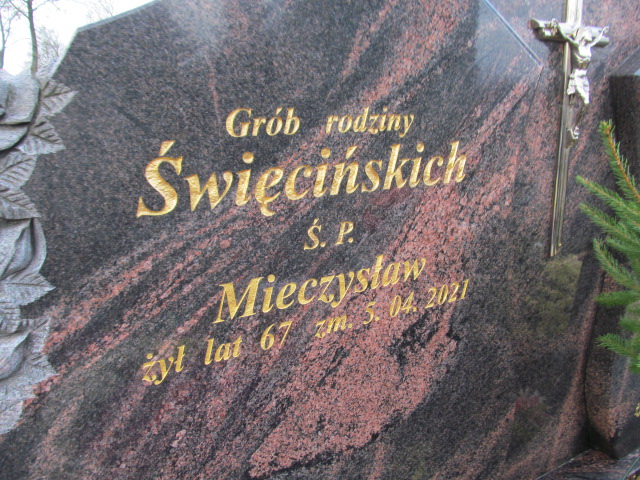 Grób rodziny
Święcińskich
Ś. P.
Mieczysław
żył lat 67 zm. 5. 04. 2021